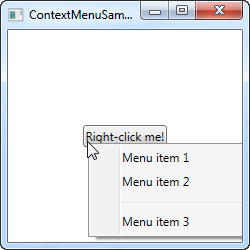 ContextMenuSam...
Right-click me!
Menu item 1
Menu item 2
Menu item 3